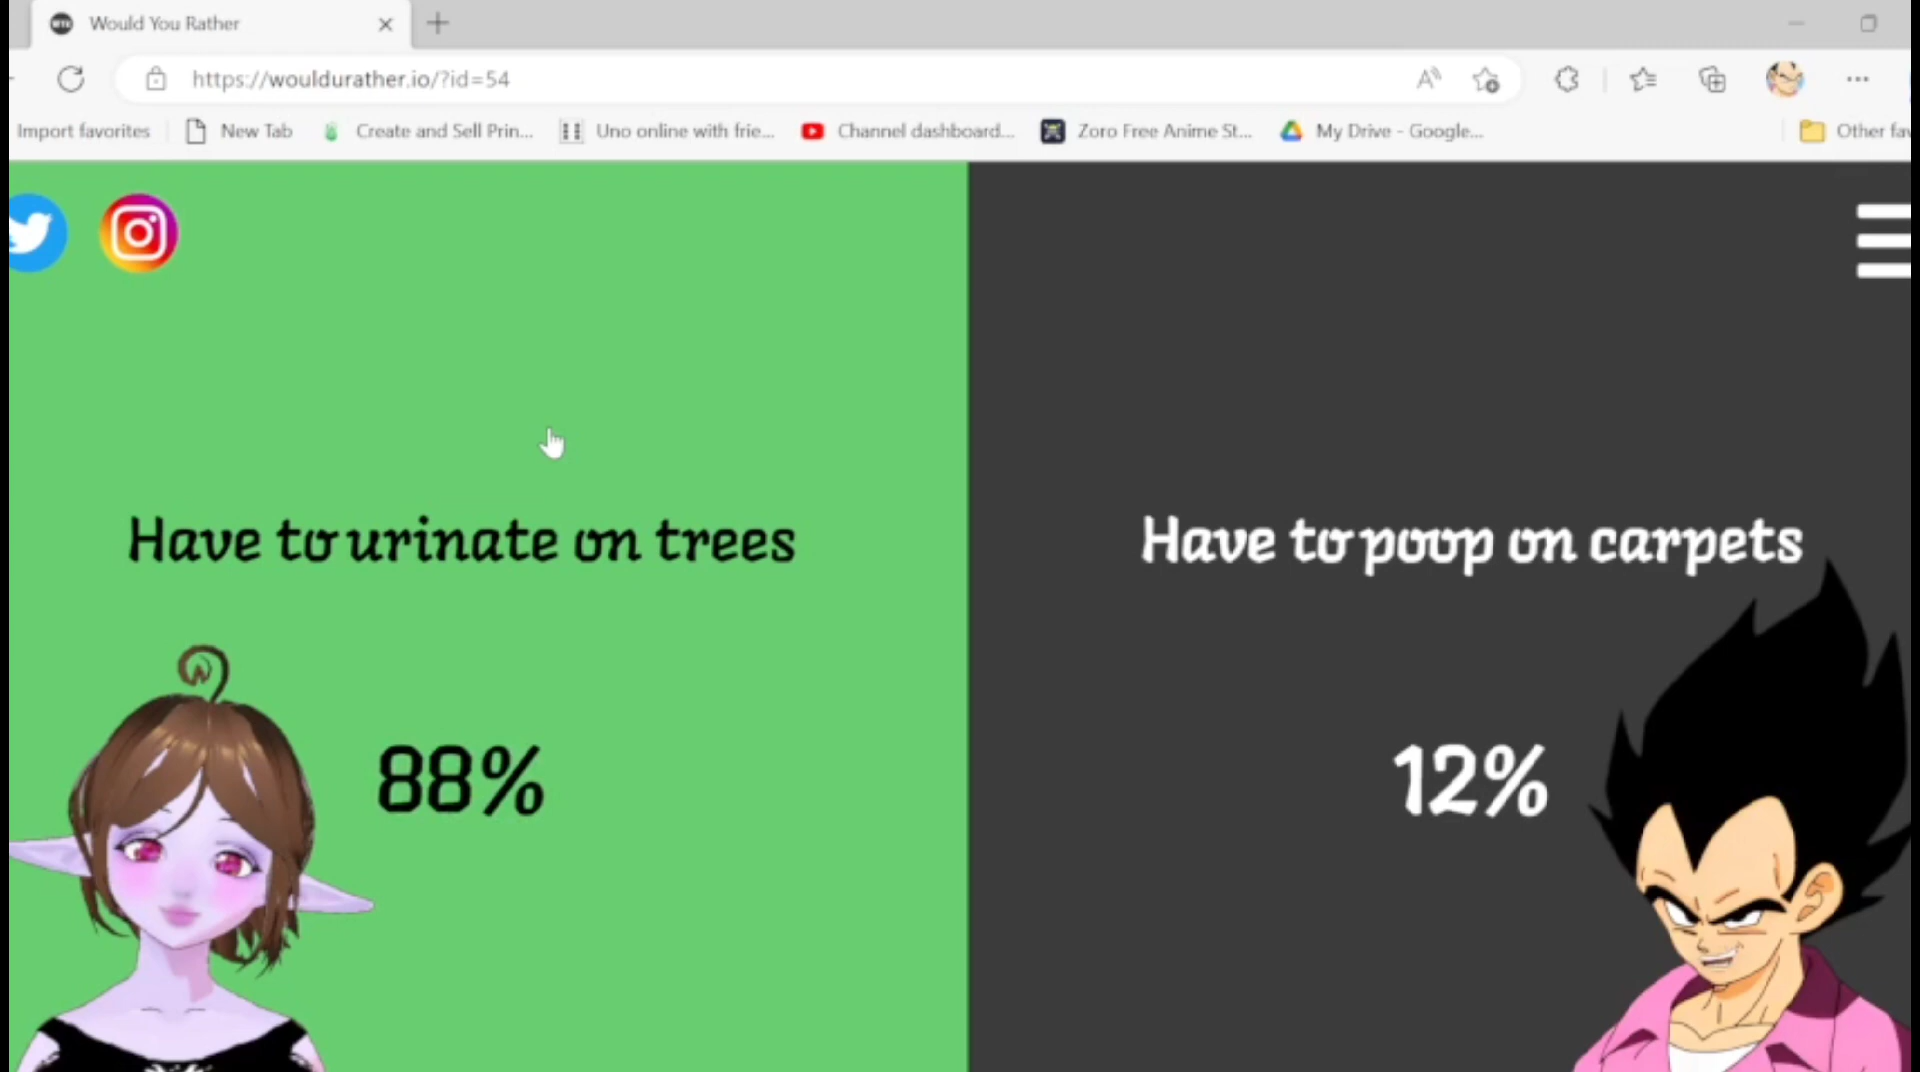 Would You Rather
https://wouldurather.io/?id=54
Import favorites
New Tab
Create and Sell Prin...
Uno online with frie...
Channel dashboard...
Zoro Free Anime St...
My Drive - Google...
Other fav
Have to urinate on trees
Have to poop on carpets
88%
12%